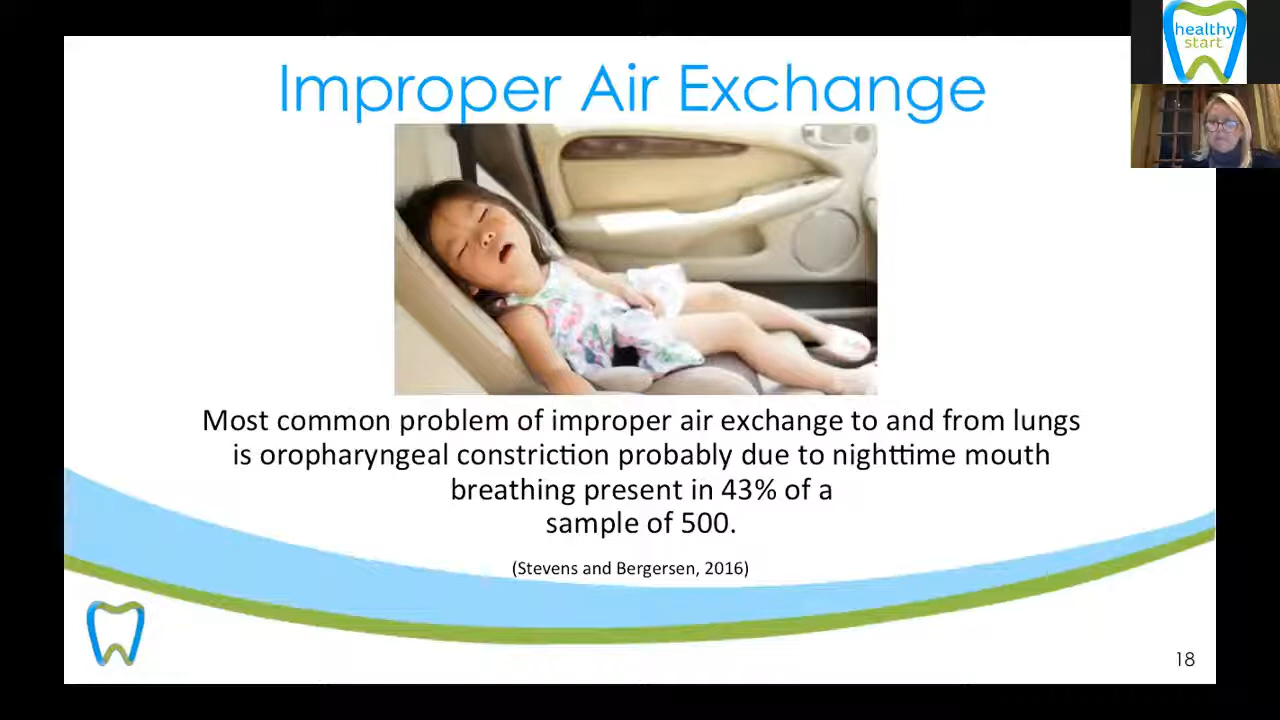 healthy
start
Improper Air Exchange
Most common problem of improper air exchange to and from lungs
is oropharyngeal constriction probably due to nighttime mouth
breathing present in 43% of a
sample of 500.
(Stevens and Bergersen, 2016)
18